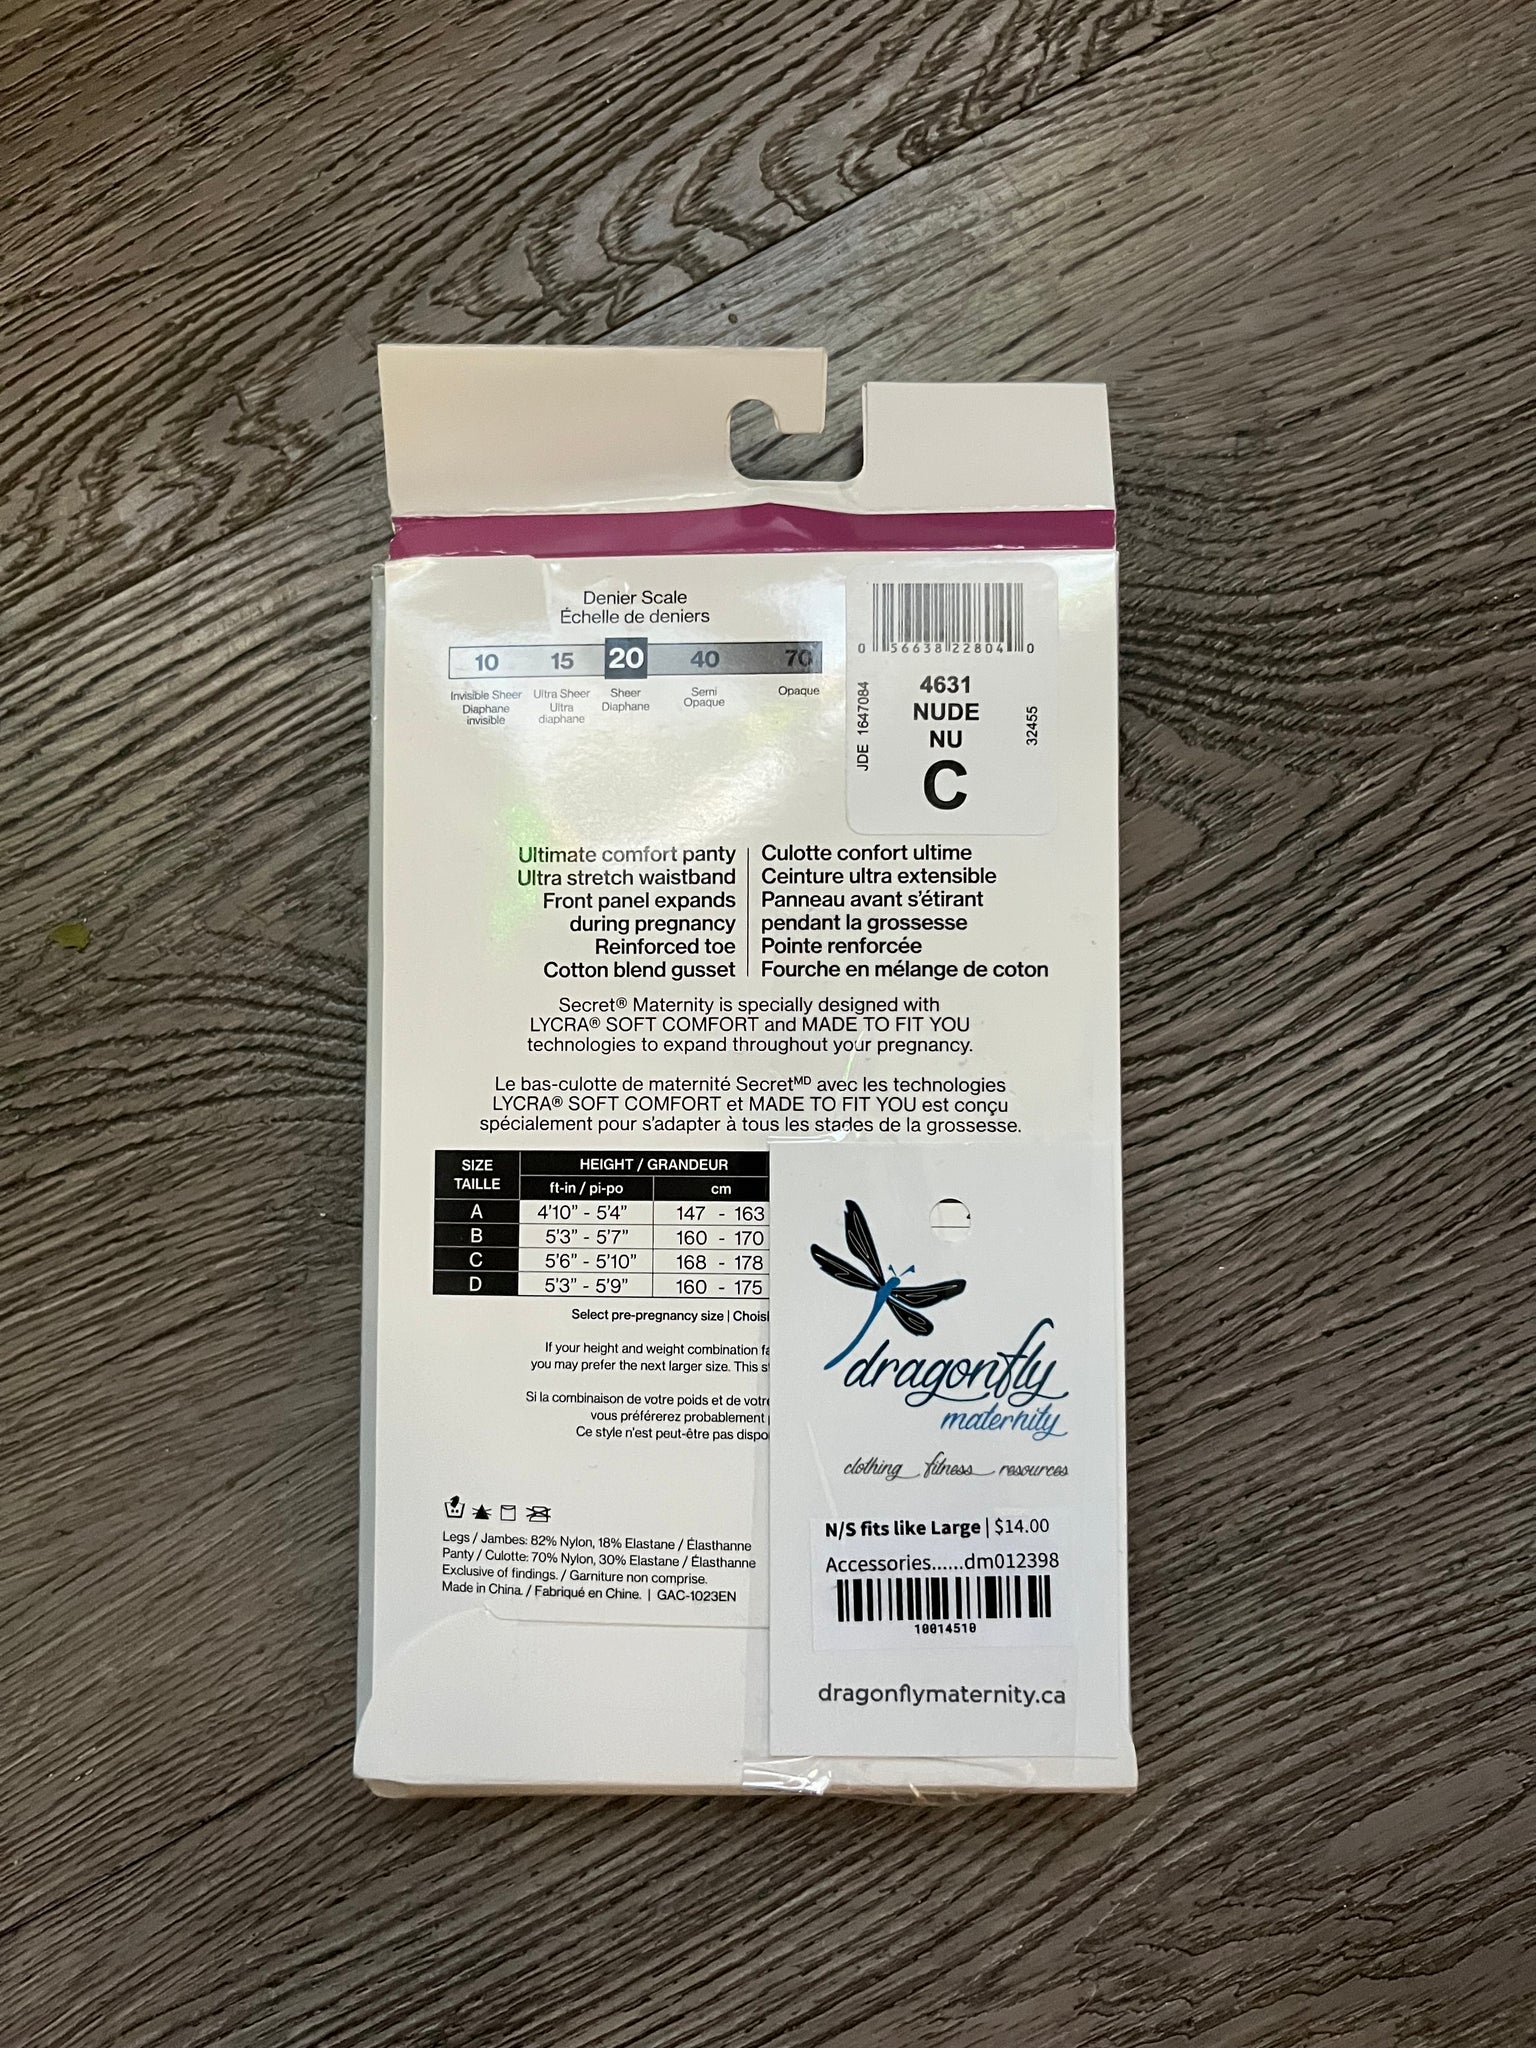 Denier Scale
Échelle de deniers
10 15 20 40 70
Invisible Sheer
Diaphane
invisible
Ultra Sheer
Ultra
diaphane
Sheer
Diaphane
Semi
Opaque
Opaque
0 56638 22804 0
JDE 1647084
4631
NUDE
NU
C
32455
Ultimate comfort panty
Ultra stretch waistband
Front panel expands
during pregnancy
Reinforced toe
Cotton blend gusset
Culotte confort ultime
Ceinture ultra extensible
Panneau avant s'étirant
pendant la grossesse
Pointe renforcée
Fourche en mélange de coton
Secret® Maternity is specially designed with
LYCRA® SOFT COMFORT and MADE TO FIT YOU
technologies to expand throughout your pregnancy.
Le bas-culotte de maternité Secretᴹᴰ avec les technologies
LYCRA® SOFT COMFORT et MADE TO FIT YOU est conçu
spécialement pour s'adapter à tous les stades de la grossesse.
SIZE
TAILLE
HEIGHT / GRANDEUR
ft-in / pi-po cm
A 4'10" - 5'4" 147 - 163
B 5'3" - 5'7" 160 - 170
C 5'6" - 5'10" 168 - 178
D 5'3" - 5'9" 160 - 175
Select pre-pregnancy size |
If your height and weight combination
you may prefer the next larger size. This
Si la combinaison de votre poids et de
vous préférerez probablement
Ce style n'est peut-être pas
Legs / Jambes: 82% Nylon, 18% Elastane / Élasthanne
Panty / Culotte: 70% Nylon, 30% Elastane / Élasthanne
Exclusive of findings. / Garniture non comprise.
Made in China. / Fabriqué en Chine. | GAC-1023EN
dragonfly
maternity
clothing fitness resources
N/S fits like Large | $14.00
Accessories......dm012398
10014510
dragonflymaternity.ca